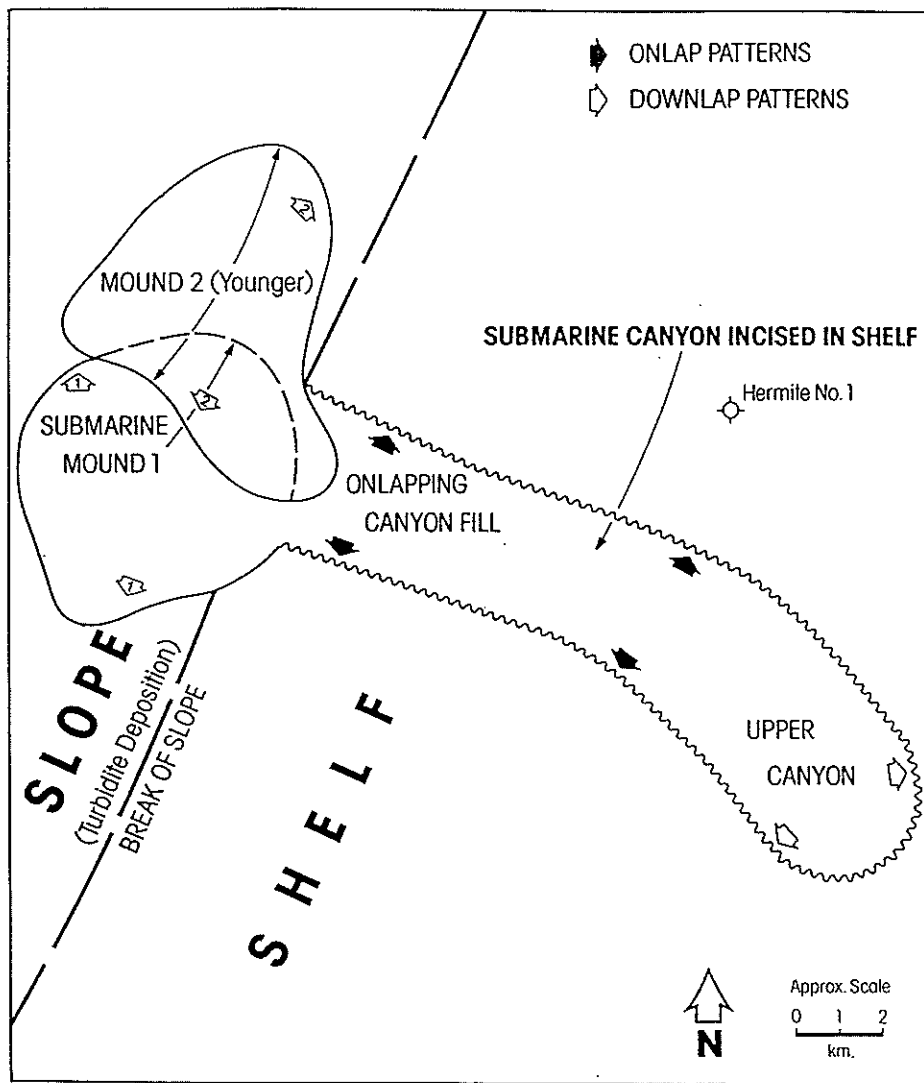 ONLAP PATTERNS
DOWNLAP PATTERNS
2
MOUND 2 (Younger)
SUBMARINE CANYON INCISED IN SHELF
Hermite No. 1
1
2
SUBMARINE
MOUND 1
ONLAPPING
CANYON FILL
1
SLOPE
(Turbidite Deposition)
BREAK OF SLOPE
SHELF
UPPER
CANYON
N
Approx. Scale
0 1 2
km.